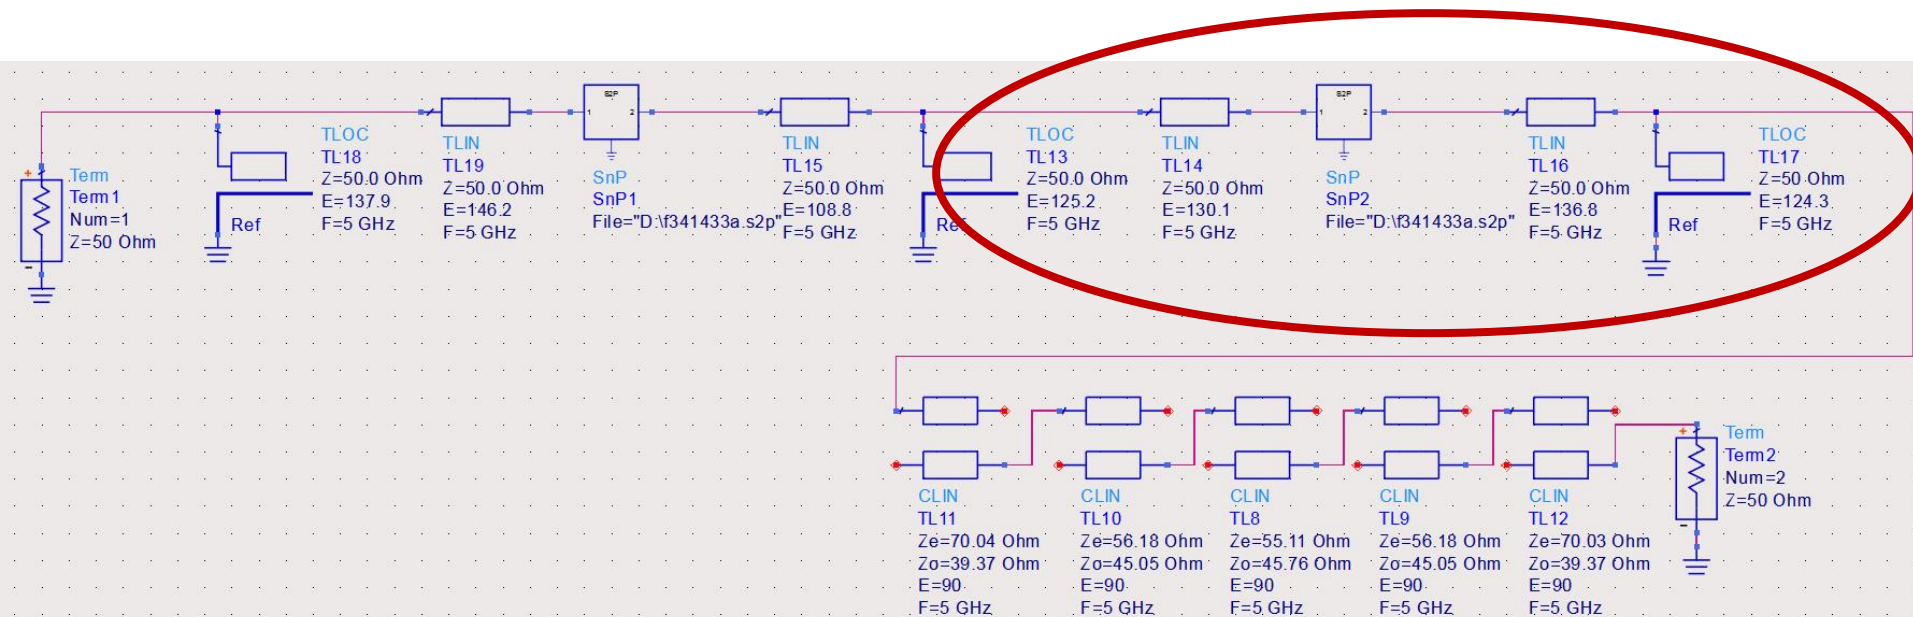 Term
Term1
Num=1
Z=50 Ohm
Ref
TLOC
TL18
Z=50.0 Ohm
E=137.9
F=5 GHz
TLIN
TL19
Z=50.0 Ohm
E=146.2
F=5 GHz
S2P
1 2
SnP
SnP1
File="D:\f341433a.s2p"
TLIN
TL15
Z=50.0 Ohm
E=108.8
F=5 GHz
Ref
TLOC
TL13
Z=50.0 Ohm
E=125.2
F=5 GHz
TLIN
TL14
Z=50.0 Ohm
E=130.1
F=5 GHz
S2P
1 2
SnP
SnP2
File="D:\f341433a.s2p"
TLIN
TL16
Z=50.0 Ohm
E=136.8
F=5 GHz
Ref
TLOC
TL17
Z=50 Ohm
E=124.3
F=5 GHz
CLIN
TL11
Ze=70.04 Ohm
Zo=39.37 Ohm
E=90
F=5 GHz
CLIN
TL10
Ze=56.18 Ohm
Zo=45.05 Ohm
E=90
F=5 GHz
CLIN
TL8
Ze=55.11 Ohm
Zo=45.76 Ohm
E=90
F=5 GHz
CLIN
TL9
Ze=56.18 Ohm
Zo=45.05 Ohm
E=90
F=5 GHz
CLIN
TL12
Ze=70.03 Ohm
Zo=39.37 Ohm
E=90
F=5 GHz
Term
Term2
Num=2
Z=50 Ohm